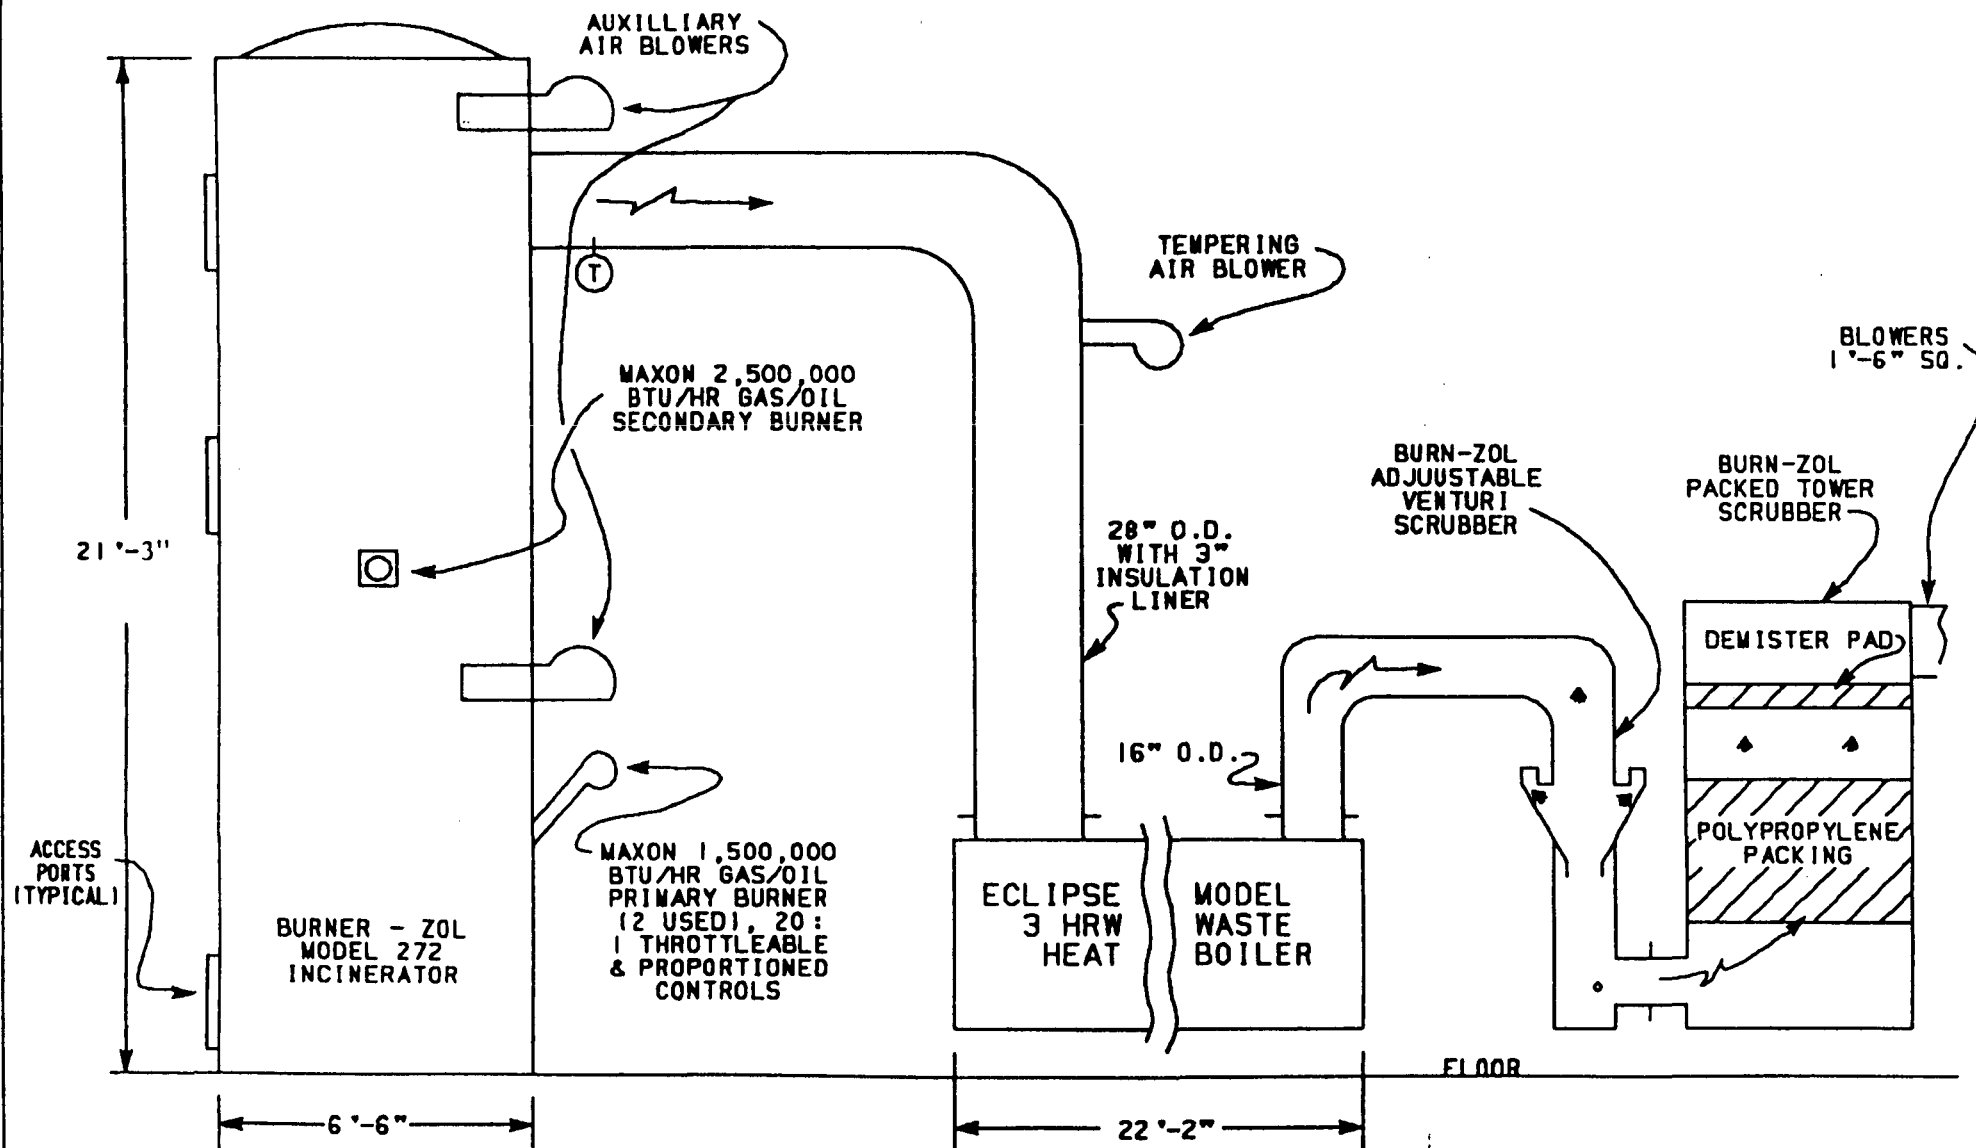 AUXILLIARY
AIR BLOWERS
TEMPERING
AIR BLOWER
BLOWERS
1'-6" SQ.
T
MAXON 2,500,000
BTU/HR GAS/OIL
SECONDARY BURNER
BURN-ZOL
ADJUUSTABLE
VENTURI
SCRUBBER
BURN-ZOL
PACKED TOWER
SCRUBBER
21'-3"
28" O.D.
WITH 3"
INSULATION
LINER
DEMISTER PAD
16" O.D.
POLYPROPYLENE
PACKING
ACCESS
PORTS
(TYPICAL)
MAXON 1,500,000
BTU/HR GAS/OIL
PRIMARY BURNER
(2 USED), 20:
1 THROTTLEABLE
& PROPORTIONED
CONTROLS
BURNER - ZOL
MODEL 272
INCINERATOR
ECLIPSE MODEL
3 HRW WASTE
HEAT BOILER
FLOOR
6'-6"
22'-2"